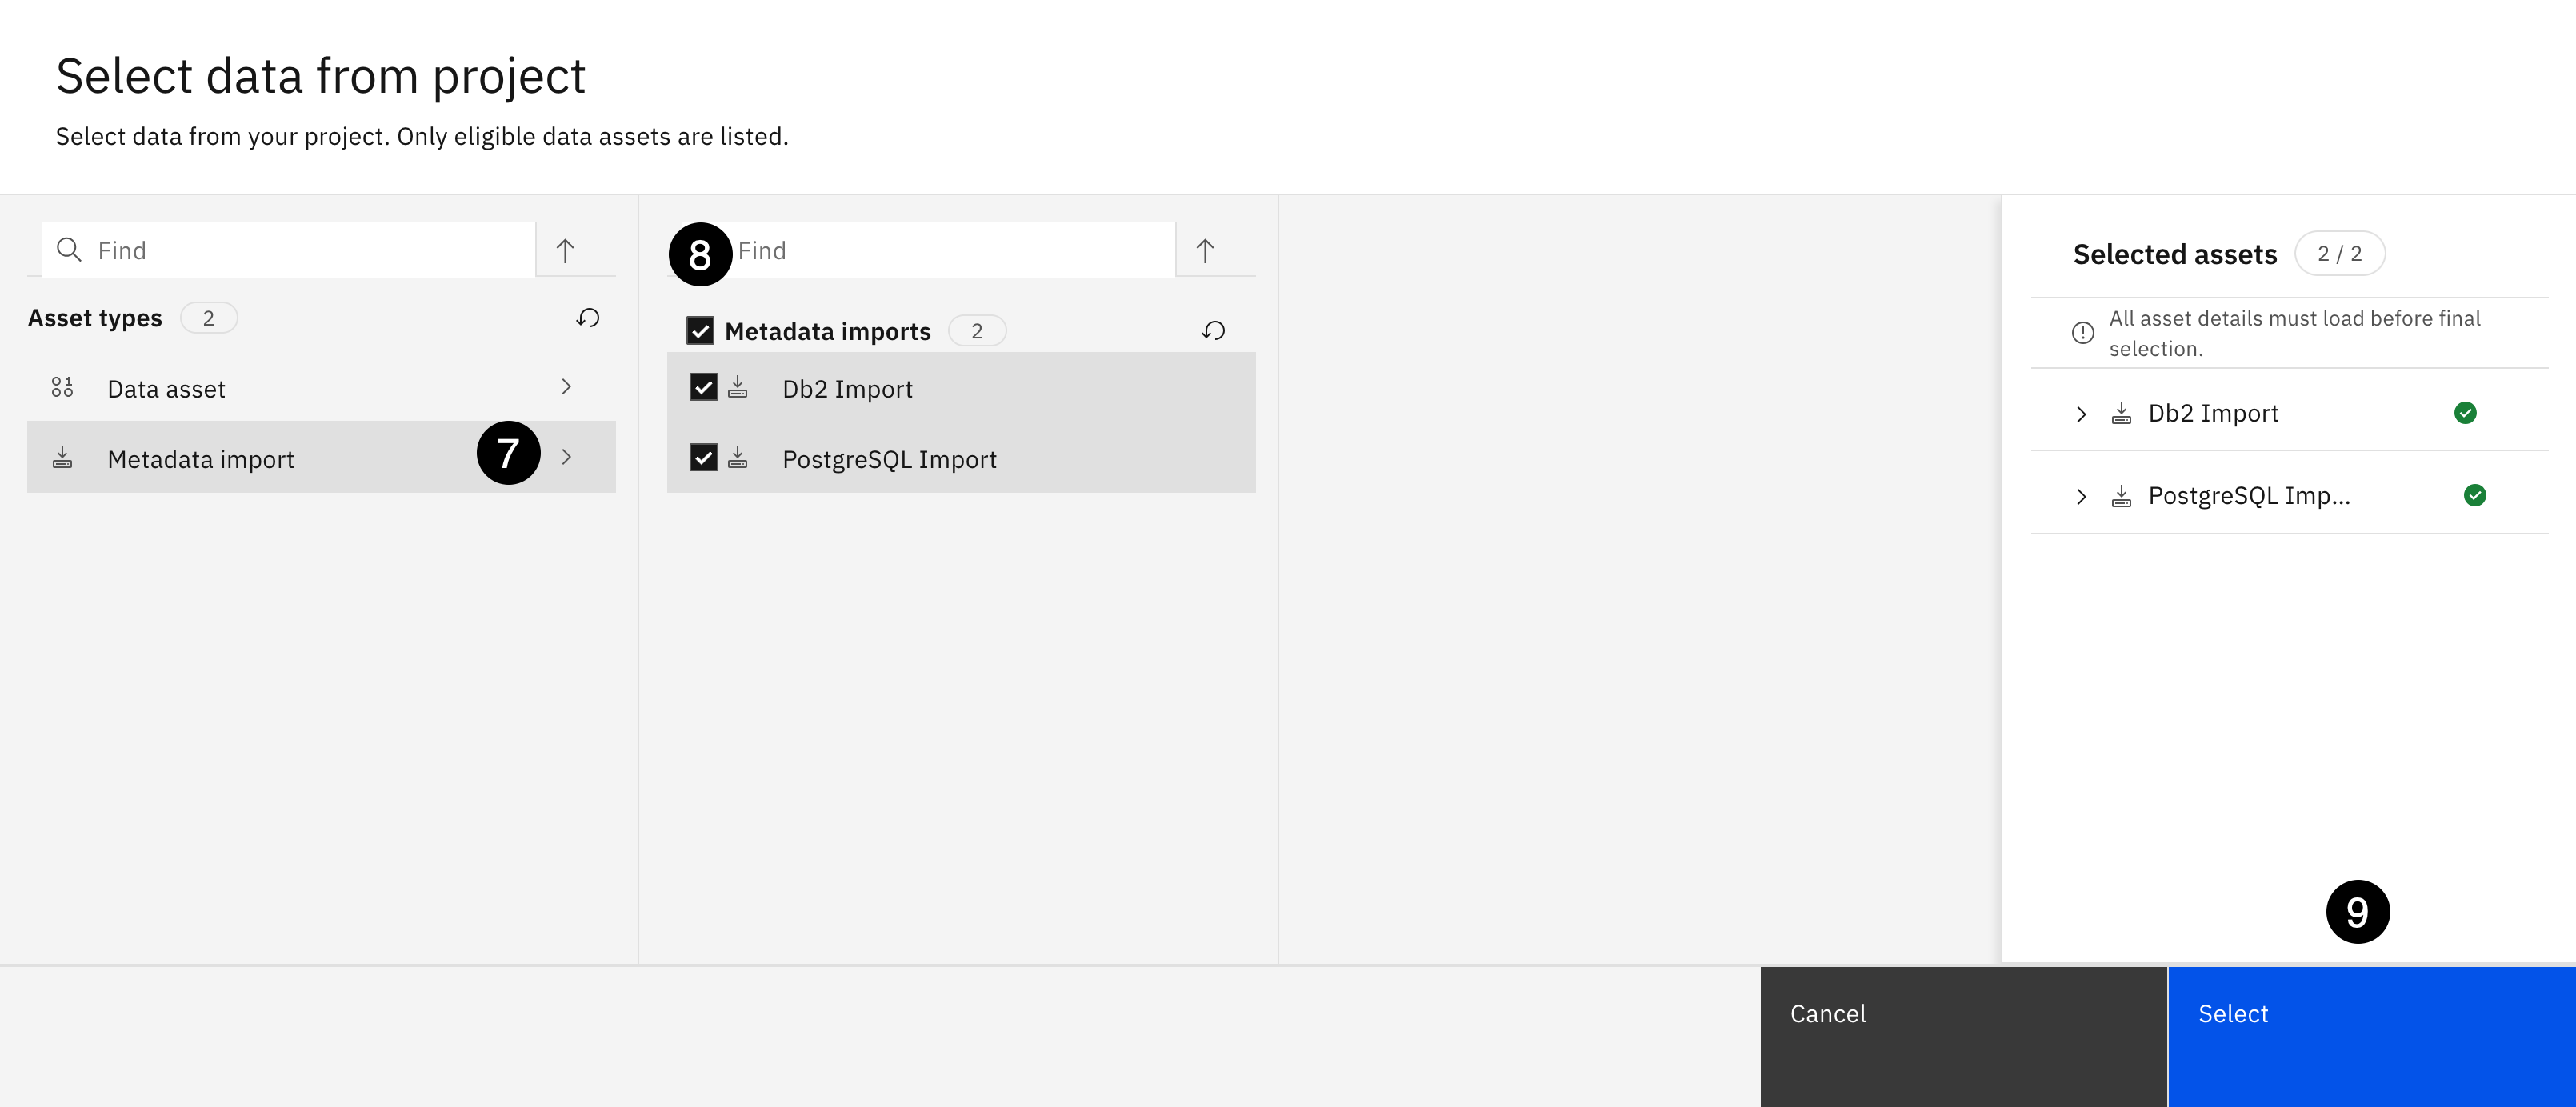 Select data from project
Select data from your project. Only eligible data assets are listed.
Find
Asset types 2
Data asset
Metadata import 7
8 Find
Metadata imports 2
Db2 Import
PostgreSQL Import
Selected assets 2 / 2
All asset details must load before final
selection.
Db2 Import
PostgreSQL Imp...
9
Cancel
Select